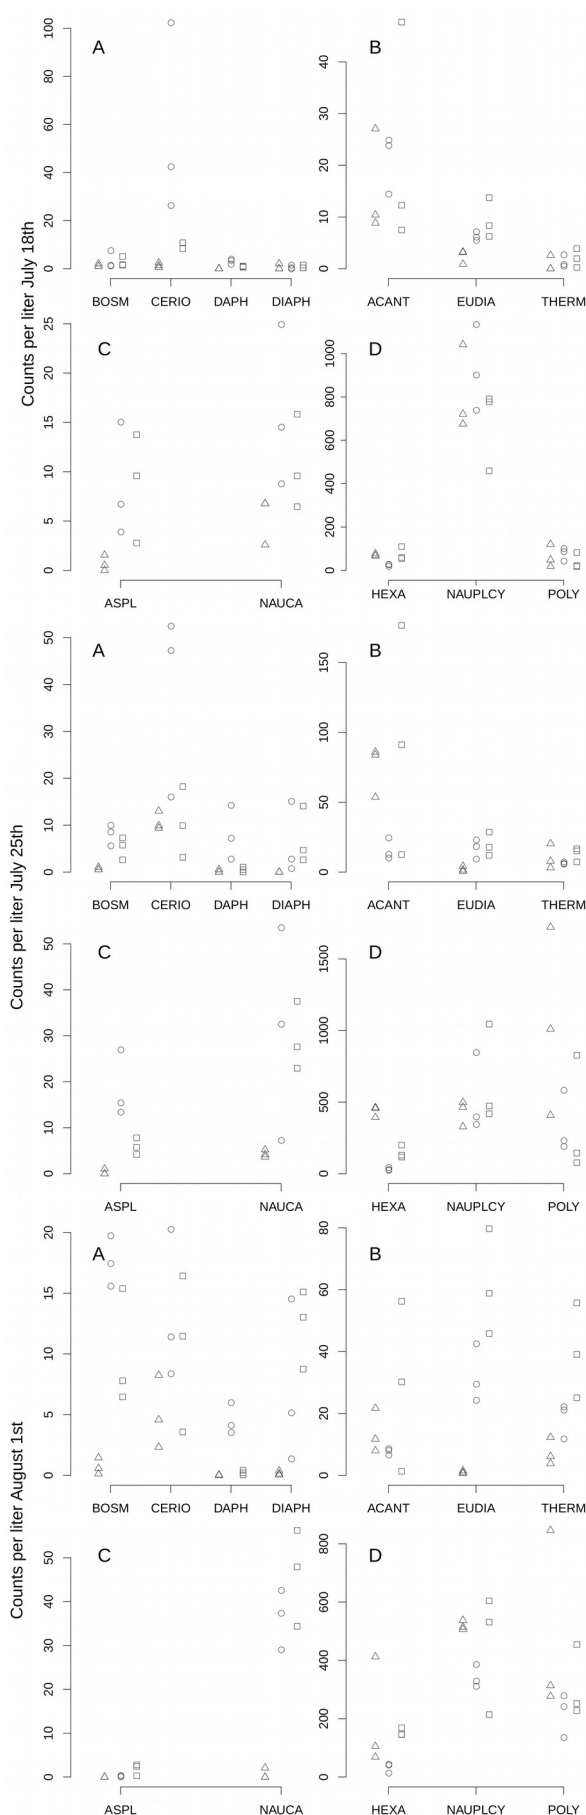 Counts per liter July 18th
A
100
80
60
40
20
0
BOSM CERIO DAPH DIAPH
B
40
30
20
10
0
ACANT EUDIA THERM
C
25
20
15
10
5
0
ASPL NAUCA
D
1000
800
600
400
200
0
HEXA NAUPLCY POLY
Counts per liter July 25th
A
50
40
30
20
10
0
BOSM CERIO DAPH DIAPH
B
150
100
50
0
ACANT EUDIA THERM
C
50
40
30
20
10
0
ASPL NAUCA
D
1500
1000
500
0
HEXA NAUPLCY POLY
Counts per liter August 1st
A
20
15
10
5
0
BOSM CERIO DAPH DIAPH
B
80
60
40
20
0
ACANT EUDIA THERM
C
50
40
30
20
10
0
ASPL NAUCA
D
800
600
400
200
0
HEXA NAUPLCY POLY